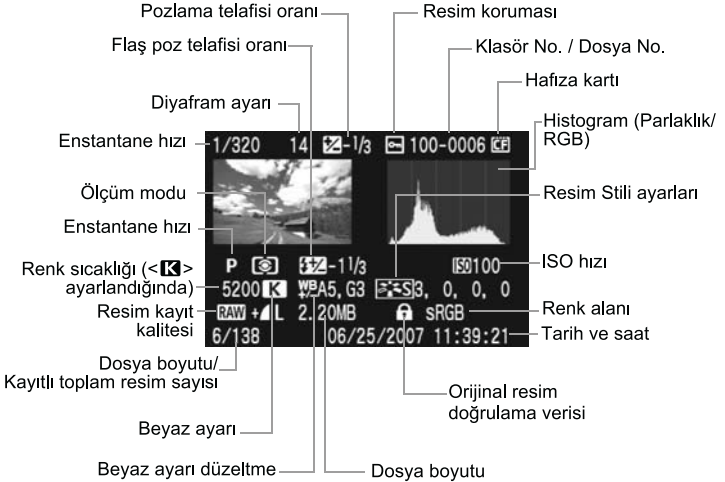 Pozlama telafisi oranı
Resim koruması
Flaş poz telafisi oranı
Klasör No. / Dosya No.
Hafıza kartı
Diyafram ayarı
Histogram (Parlaklık/
RGB)
Enstantane hızı
1/320 14 -1/3 100-0006 CF
Ölçüm modu
Resim Stili ayarları
Enstantane hızı
P -1 1/3 ISO 100
ISO hızı
Renk sıcaklığı (<K>
ayarlandığında)
5200 K WB+/- A5, G3 S 3, 0, 0, 0
Resim kayıt
kalitesi
RAW + L 2.20MB sRGB
Renk alanı
6/138 06/25/2007 11:39:21
Tarih ve saat
Dosya boyutu/
Kayıtlı toplam resim sayısı
Orijinal resim
doğrulama verisi
Beyaz ayarı
Beyaz ayarı düzeltme
Dosya boyutu